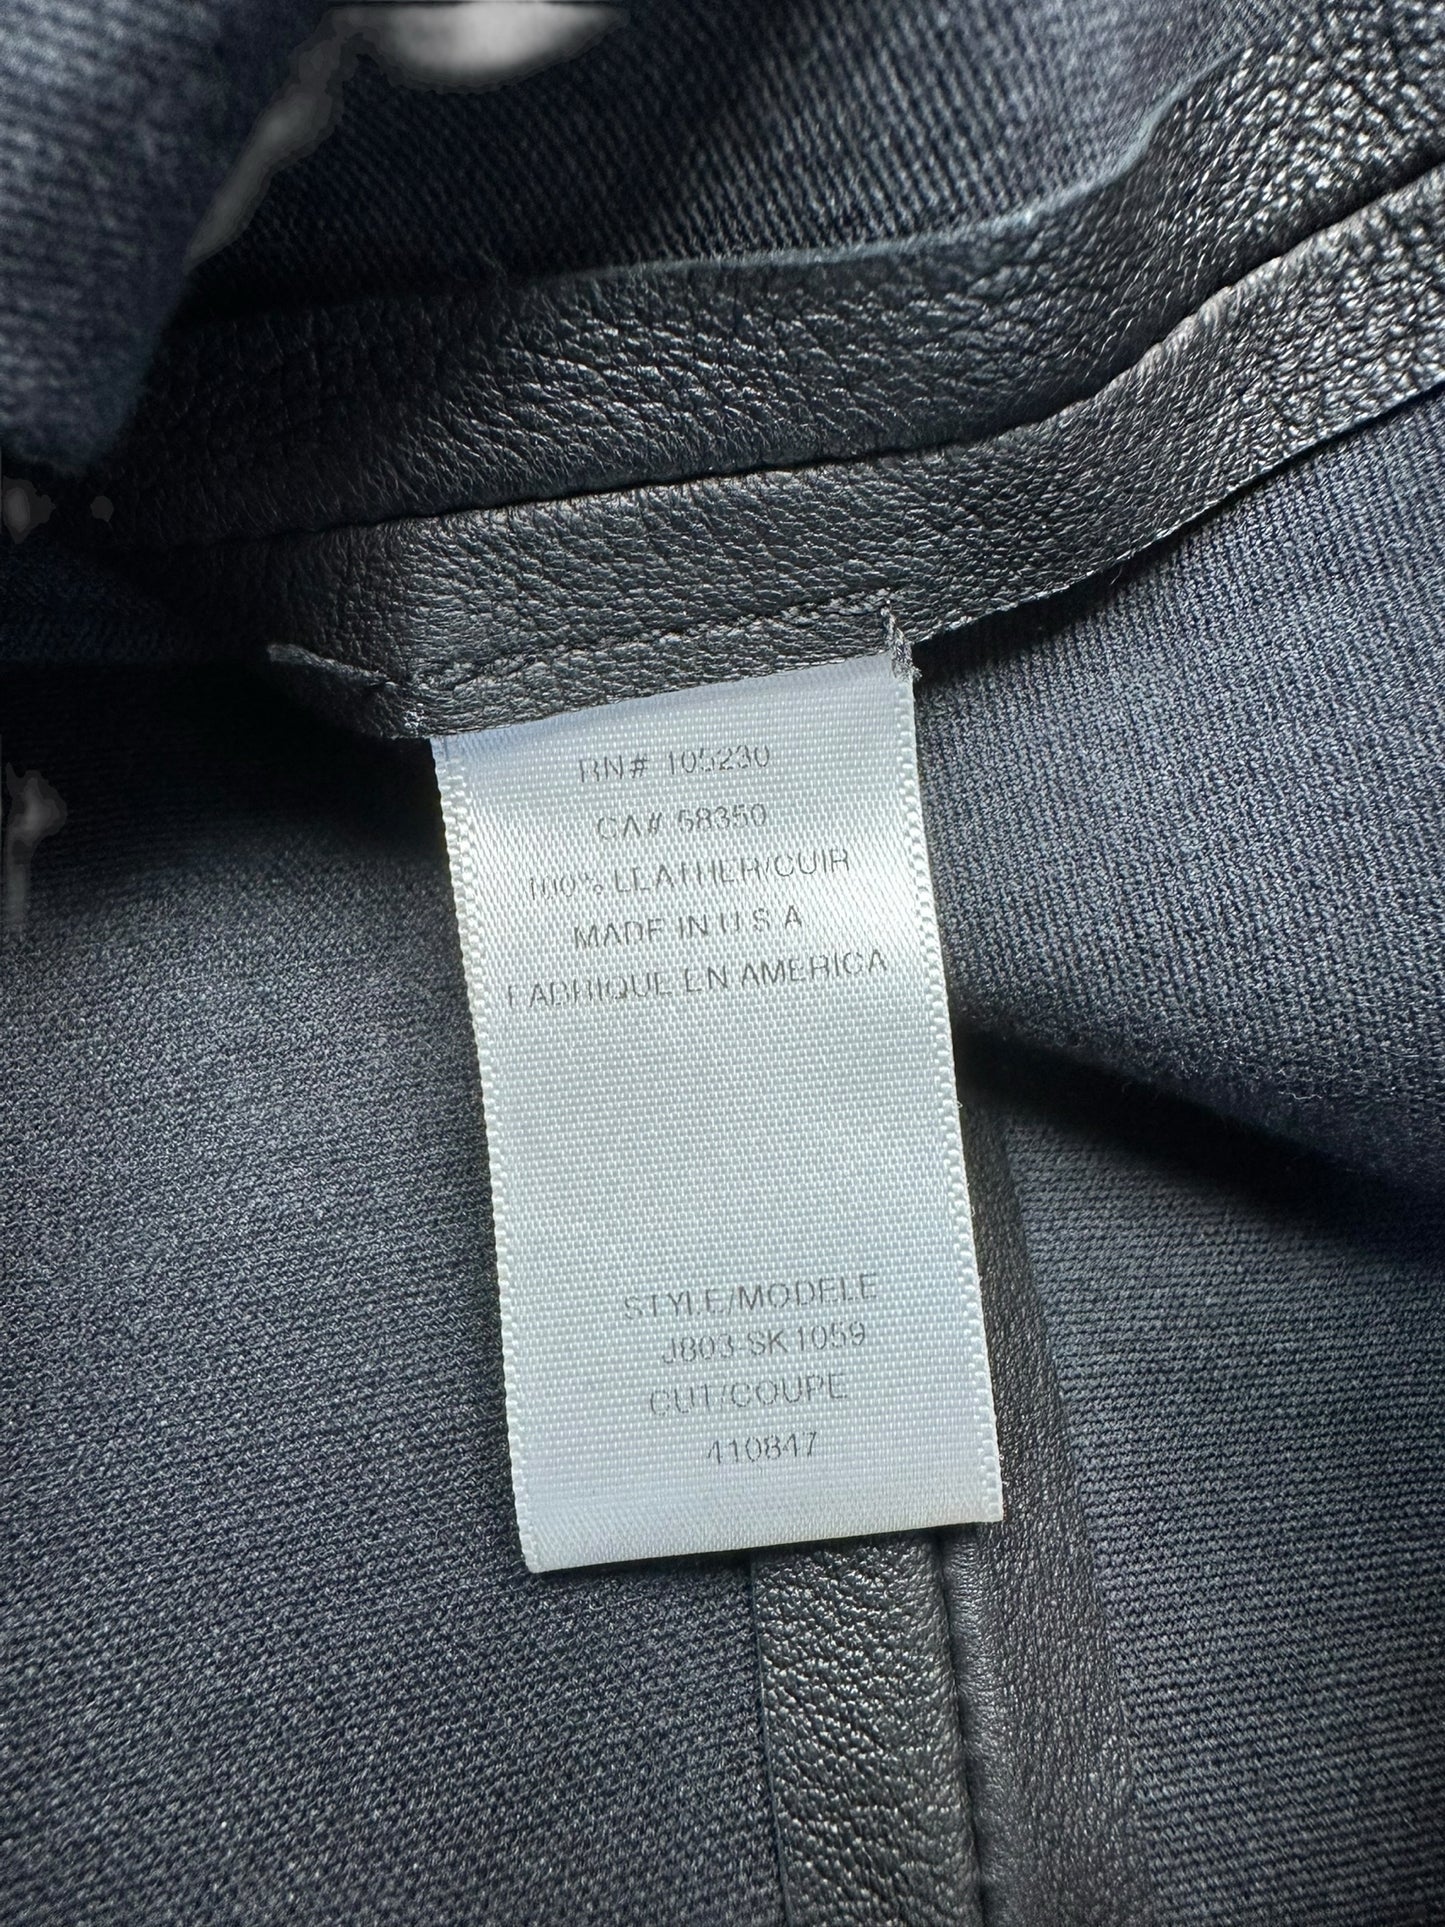 RN# 105230
CA# 58350
100% LEATHER/CUIR
MADE IN U S A
FABRIQUE EN AMERICA
STYLE/MODELE
J803-SK1059
CUT/COUPE
410847